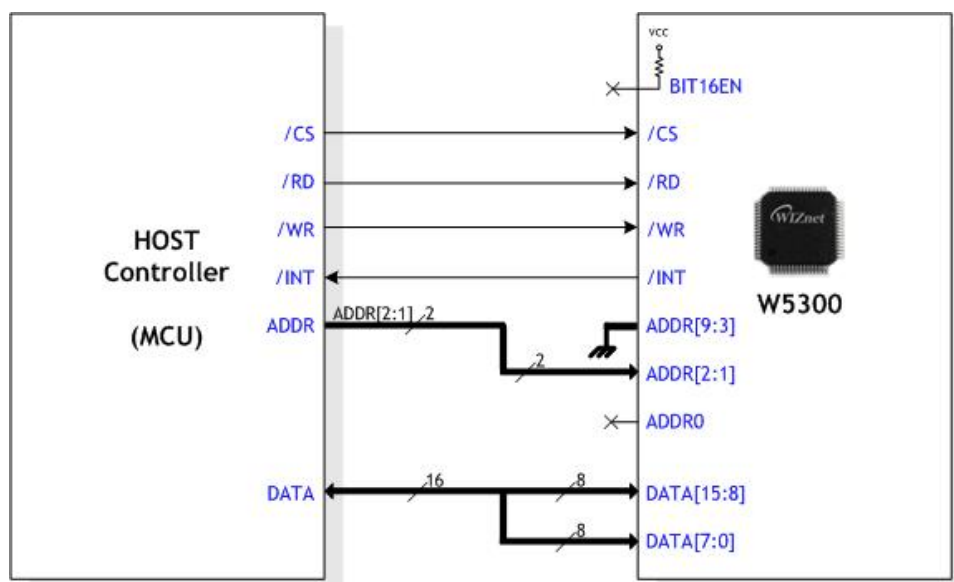 VCC
BIT16EN
/CS
/CS
/RD
/RD
/WR
/WR
/INT
/INT
HOST
Controller
(MCU)
WIZnet
W5300
ADDR
ADDR[2:1]
2
ADDR[9:3]
2
ADDR[2:1]
ADDR0
DATA
16
8
DATA[15:8]
8
DATA[7:0]